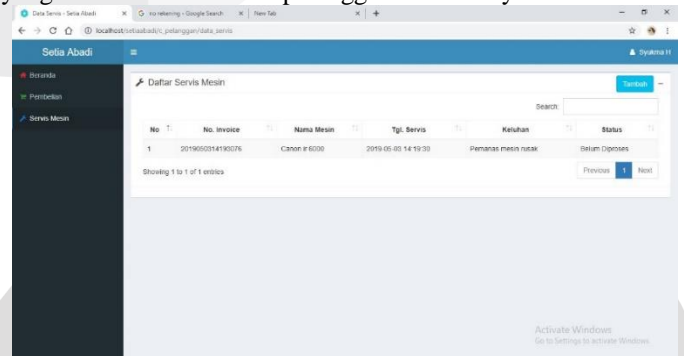 Data Servis - Setia Abadi
no rekening - Google Search
New Tab
localhost/setiaabadi/c_pelanggan/data_servis
Setia Abadi
Syukma H
Beranda
Pembelian
Servis Mesin
Daftar Servis Mesin
Tambah
Search:
No No. Invoice Nama Mesin Tgl. Servis Keluhan Status
1 2019050314193076 Canon ir 6000 2019-05-03 14:19:30 Pemanas mesin rusak Belum Diproses
Showing 1 to 1 of 1 entries
Previous 1 Next
Activate Windows
Go to Settings to activate Windows.